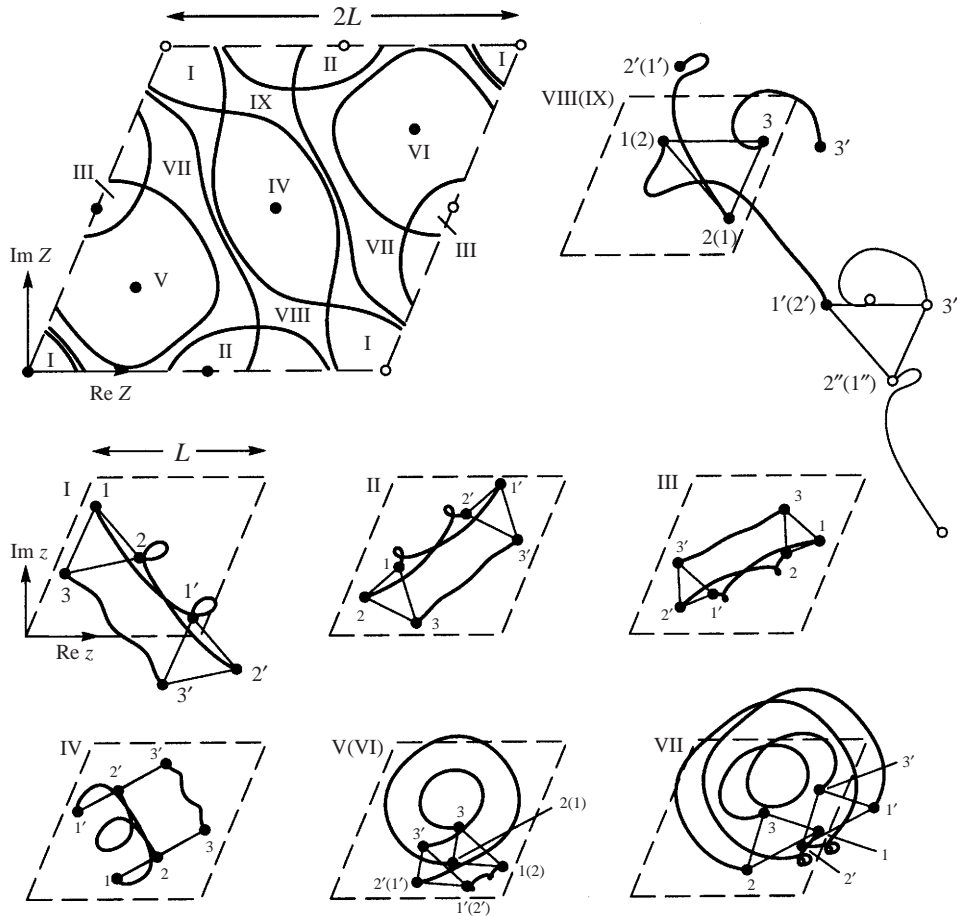 2L
I II I
IX
VI
VII
III
IV
VII
III
Im Z
V
VIII
I II I
Re Z
2′(1′)
VIII(IX)
1(2) 3 3′
2(1)
1′(2′) 3′
2″(1″)
L
I 1
2
Im z
3
1′
Re z
3′ 2′
II 1′
2′
3′
1
2
3
III 3
1
3′
2
2′ 1′
IV 3′
2′
1′
3
1 2
V(VI)
2(1)
3
3′
1(2)
2′(1′)
1′(2′)
VII
3′
3 1′
1
2 2′